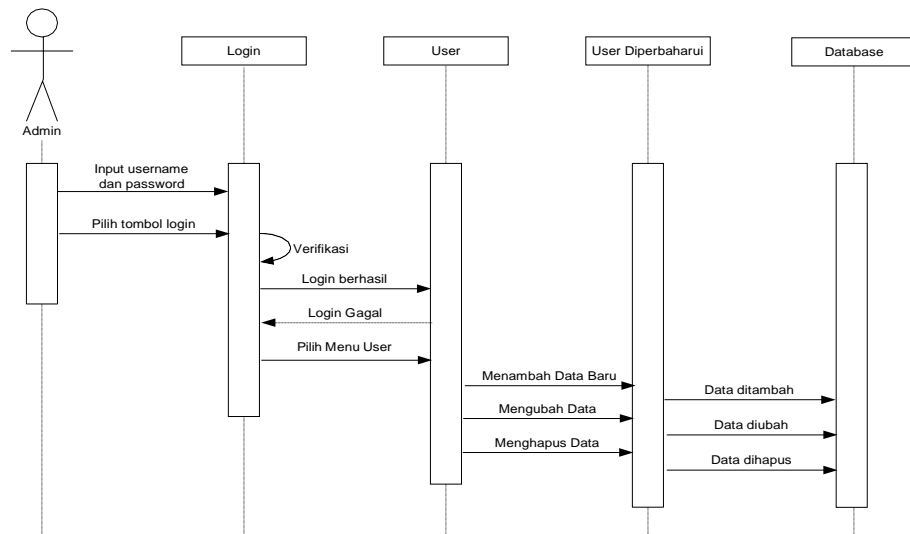 Login
User
User Diperbaharui
Database
Admin
Input username
dan password
Pilih tombol login
Verifikasi
Login berhasil
Login Gagal
Pilih Menu User
Menambah Data Baru
Data ditambah
Mengubah Data
Data diubah
Menghapus Data
Data dihapus